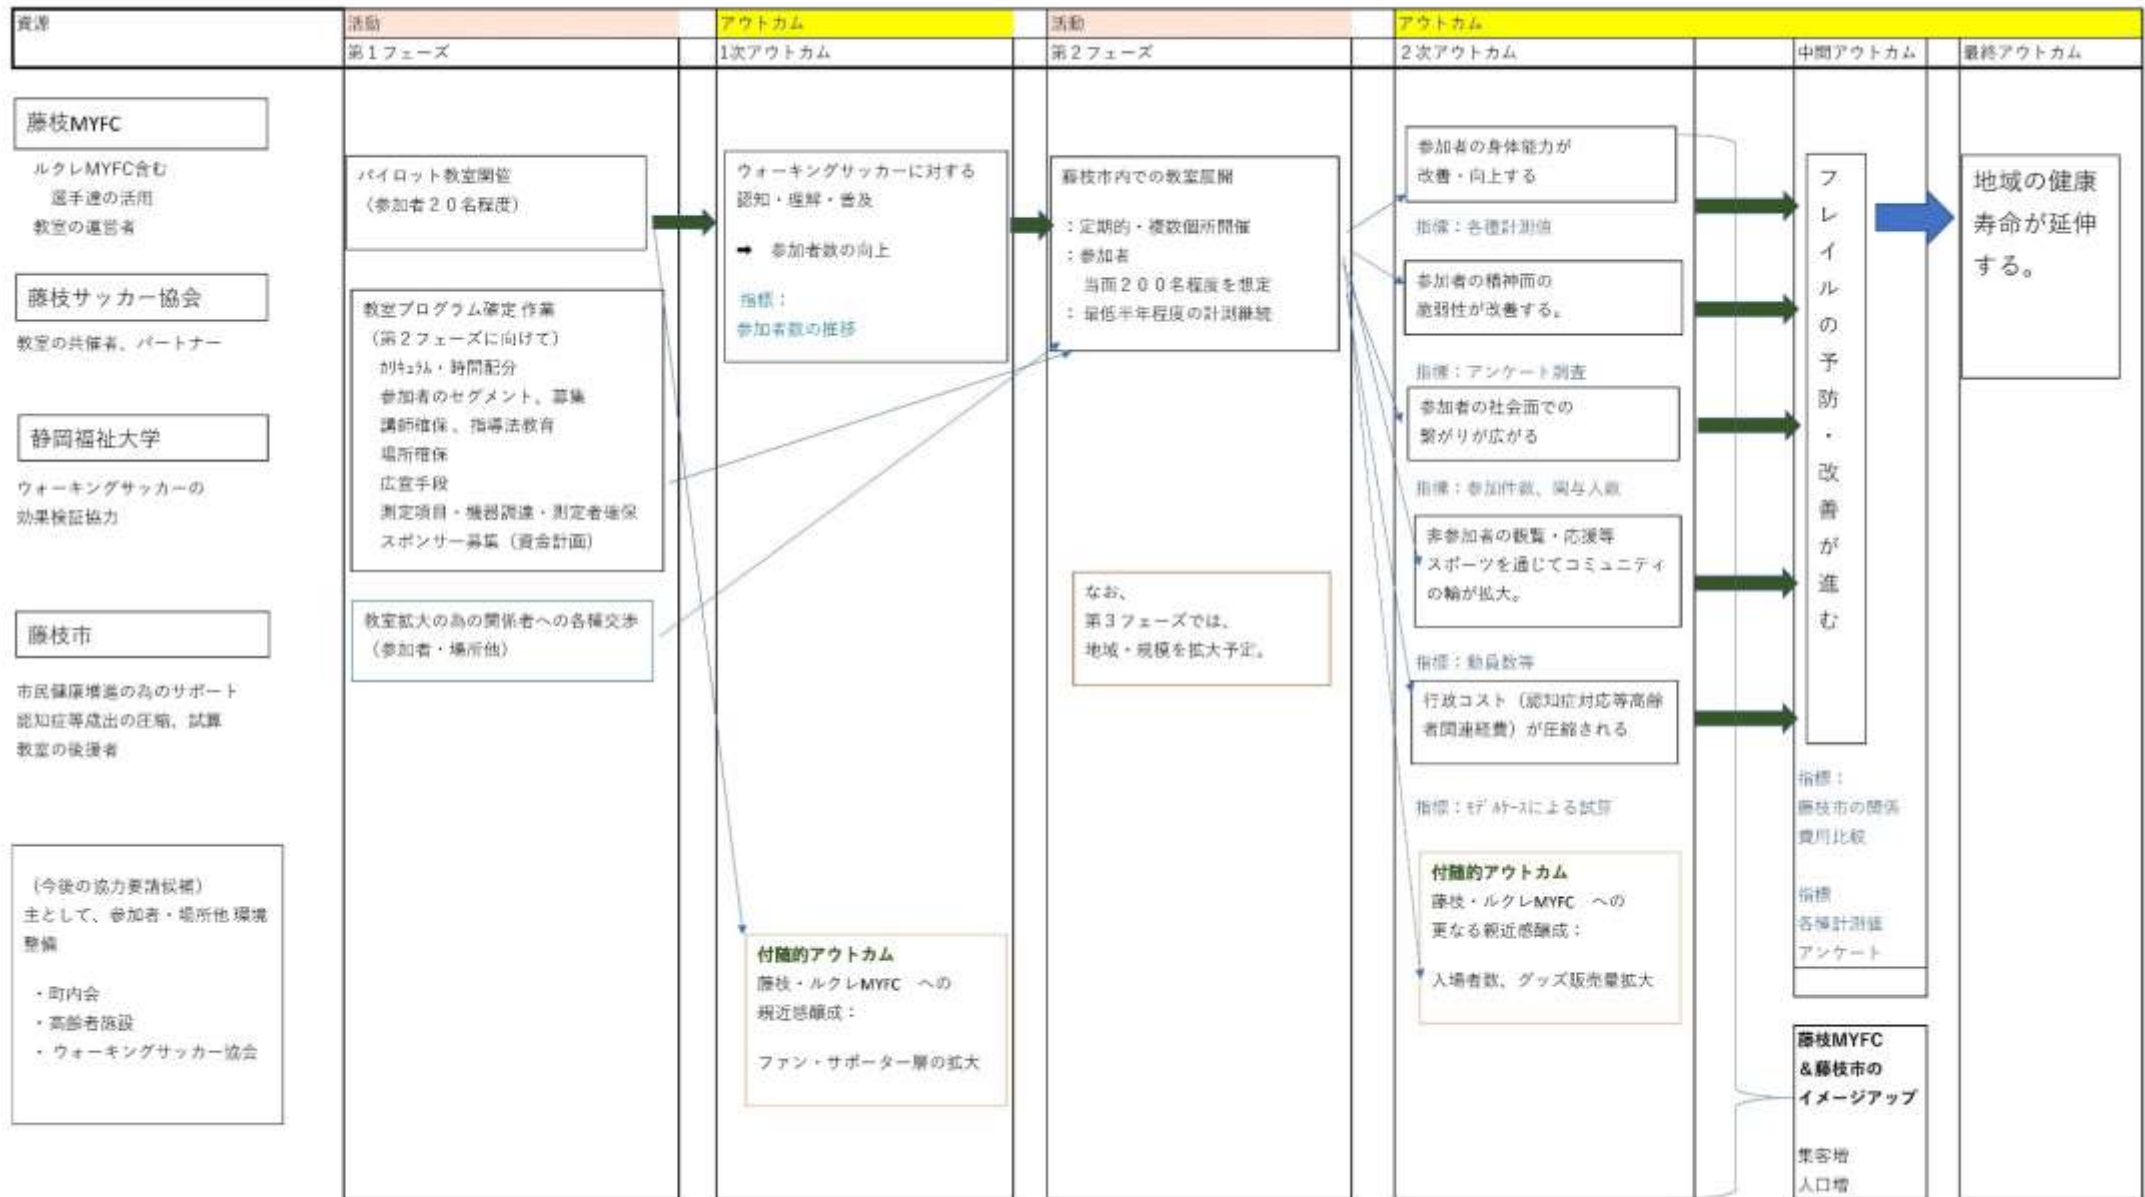 資源
活動
アウトカム
活動
アウトカム
第１フェーズ
1次アウトカム
第２フェーズ
２次アウトカム
中間アウトカム
最終アウトカム
藤枝MYFC
ルクレMYFC含む
選手達の活用
教室の運営者
藤枝サッカー協会
教室の共催者、パートナー
静岡福祉大学
ウォーキングサッカーの
効果検証協力
藤枝市
市民健康増進の為のサポート
認知症等歳出の圧縮、試算
教室の後援者
（今後の協力要請候補）
主として、参加者・場所他 環境
整備
・町内会
・高齢者施設
・ウォーキングサッカー協会
パイロット教室開催
（参加者２０名程度）
教室プログラム確定 作業
（第２フェーズに向けて）
ｶﾘｷｭﾗﾑ・時間配分
参加者のセグメント、募集
講師確保、指導法教育
場所確保
広宣手段
測定項目・機器調達・測定者確保
スポンサー募集（資金計画）
教室拡大の為の関係者への各種交渉
（参加者・場所他）
ウォーキングサッカーに対する
認知・理解・普及
➡ 参加者数の向上
指標：
参加者数の推移
付随的アウトカム
藤枝・ルクレMYFC　への
親近感醸成：
ファン・サポーター層の拡大
藤枝市内での教室展開
：定期的・複数個所開催
：参加者
当面２００名程度を想定
：最低半年程度の計測継続
なお、
第３フェーズでは、
地域・規模を拡大予定。
参加者の身体能力が
改善・向上する
指標：各種計測値
参加者の精神面の
脆弱性が改善する。
指標：アンケート調査
参加者の社会面での
繋がりが広がる
指標：参加件数、関与人数
非参加者の観覧・応援等
スポーツを通じてコミュニティ
の輪が拡大。
指標：動員数等
行政コスト（認知症対応等高齢
者関連経費）が圧縮される
指標：ﾓﾃﾞﾙｹｰｽによる試算
付随的アウトカム
藤枝・ルクレMYFC　への
更なる親近感醸成：
入場者数、グッズ販売量拡大
フレイルの予防・改善が進む
指標：
藤枝市の関係
費用比較
指標
各種計測値
アンケート
藤枝MYFC
＆藤枝市の
イメージアップ
集客増
人口増
地域の健康
寿命が延伸
する。